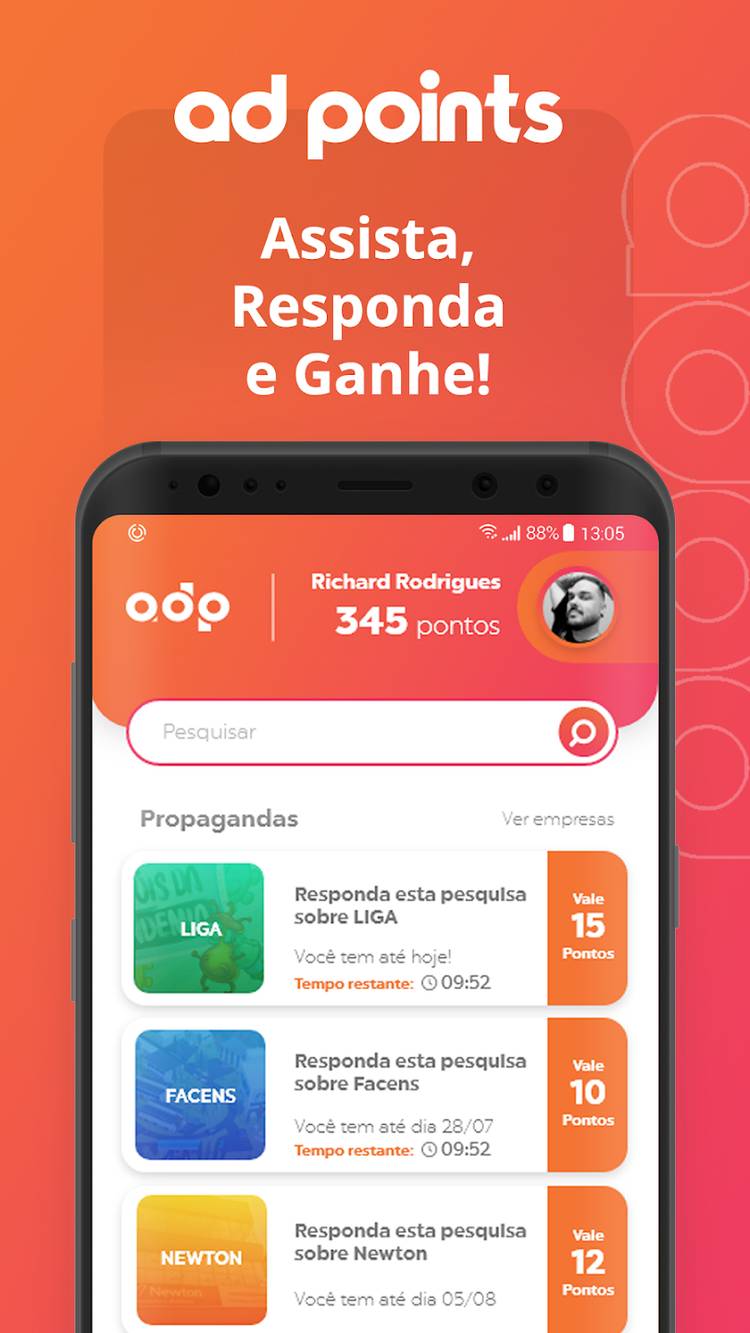 ad points
Assista,
Responda
e Ganhe!
88% 13:05
adp
Richard Rodrigues
345 pontos
Pesquisar
Propagandas
Ver empresas
LIGA
Responda esta pesquisa
sobre LIGA
Você tem até hoje!
Tempo restante: 09:52
Vale
15
Pontos
FACENS
Responda esta pesquisa
sobre Facens
Você tem até dia 28/07
Tempo restante: 09:52
Vale
10
Pontos
NEWTON
Newton
Responda esta pesquisa
sobre Newton
Você tem até dia 05/08
Vale
12
Pontos